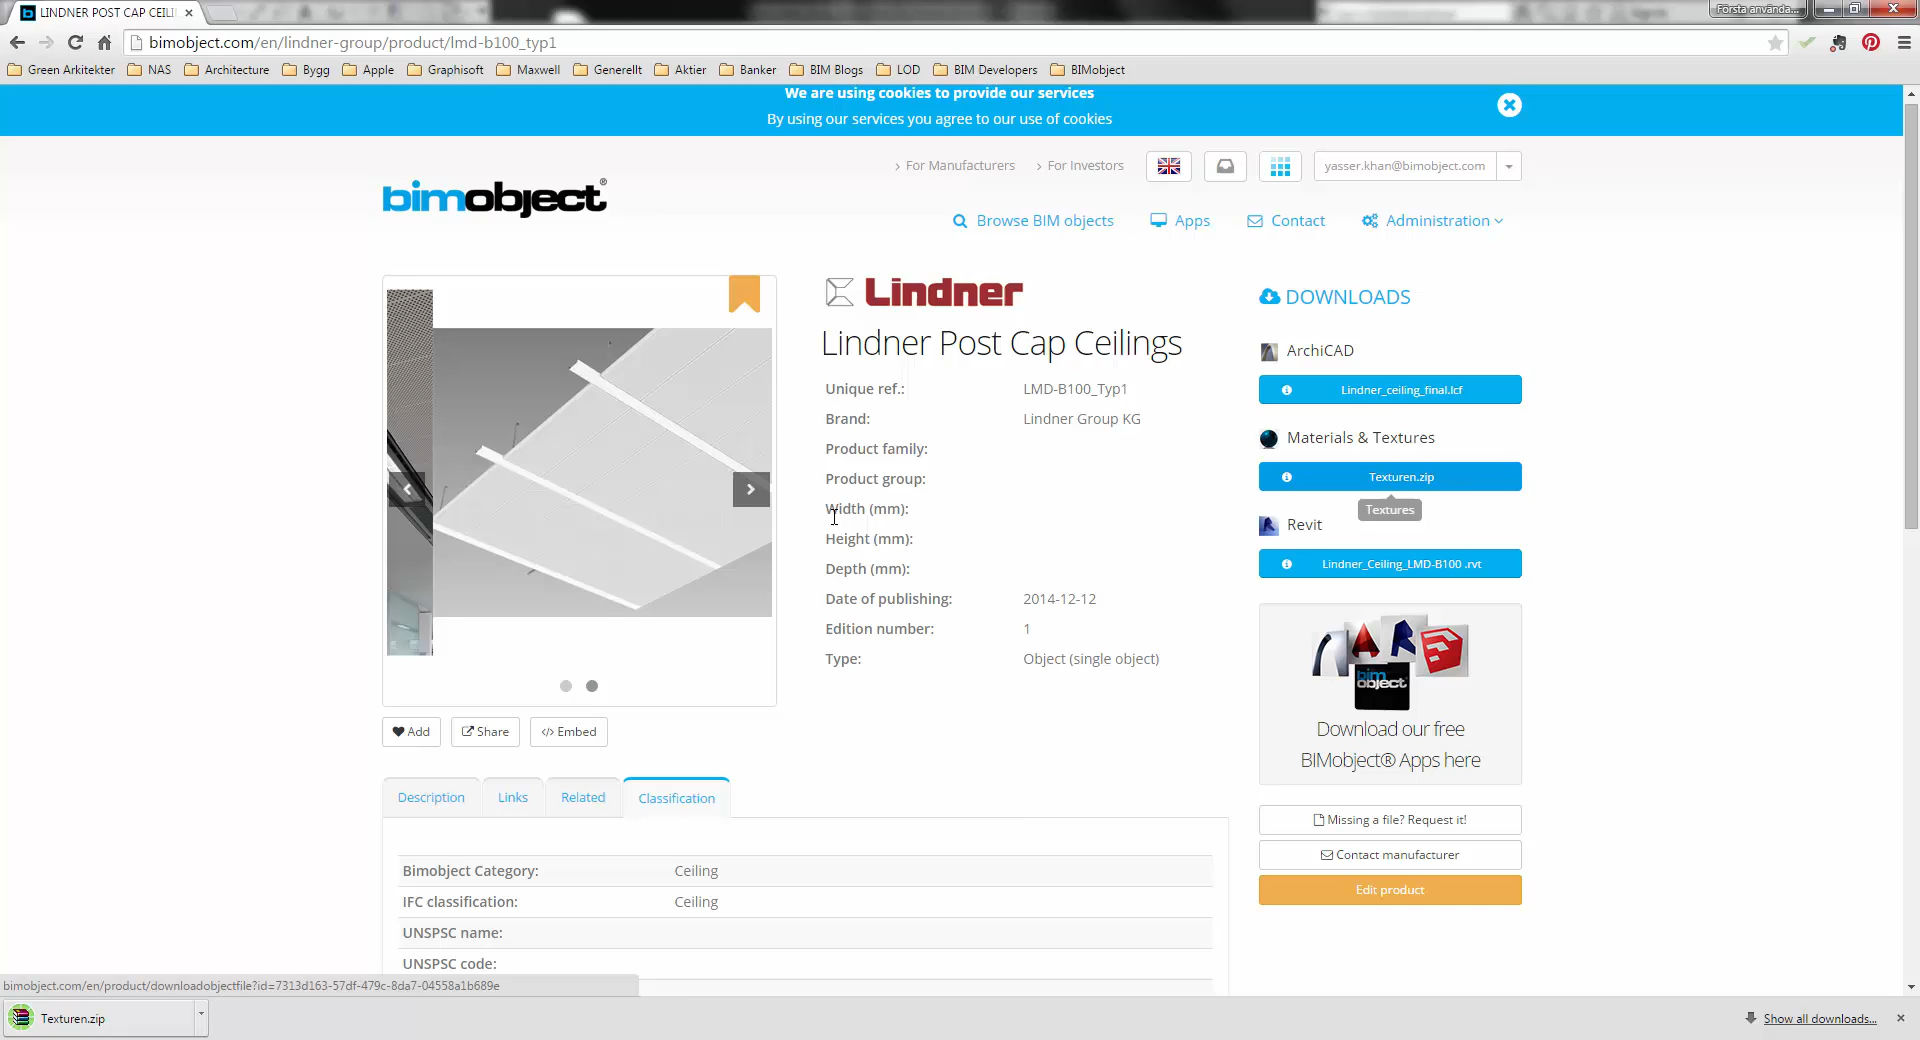 LINDNER POST CAP CEILI
Första använda...
bimobject.com/en/lindner-group/product/lmd-b100_typ1
Green Arkitekter NAS Architecture Bygg Apple Graphisoft Maxwell Generellt Aktier Banker BIM Blogs LOD BIM Developers BIMobject
We are using cookies to provide our services
By using our services you agree to our use of cookies
For Manufacturers For Investors yasser.khan@bimobject.com
bimobject®
Browse BIM objects Apps Contact Administration
Lindner
Lindner Post Cap Ceilings
Unique ref.: LMD-B100_Typ1
Brand: Lindner Group KG
Product family:
Product group:
Width (mm):
Height (mm):
Depth (mm):
Date of publishing: 2014-12-12
Edition number: 1
Type: Object (single object)
DOWNLOADS
ArchiCAD
Lindner_ceiling_final.lcf
Materials & Textures
Texturen.zip
Textures
Revit
Lindner_Ceiling_LMD-B100 .rvt
bim
object
Download our free
BIMobject® Apps here
Missing a file? Request it!
Contact manufacturer
Edit product
Add Share </> Embed
Description Links Related Classification
Bimobject Category: Ceiling
IFC classification: Ceiling
UNSPSC name:
UNSPSC code:
bimobject.com/en/product/downloadobjectfile?id=7313d163-57df-479c-8da7-04558a1b689e
Texturen.zip
Show all downloads...